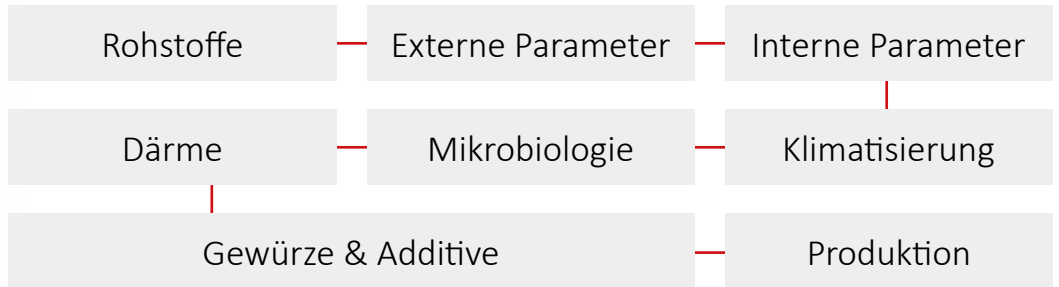 Rohstoffe
Externe Parameter
Interne Parameter
Därme
Mikrobiologie
Klimatisierung
Gewürze & Additive
Produktion